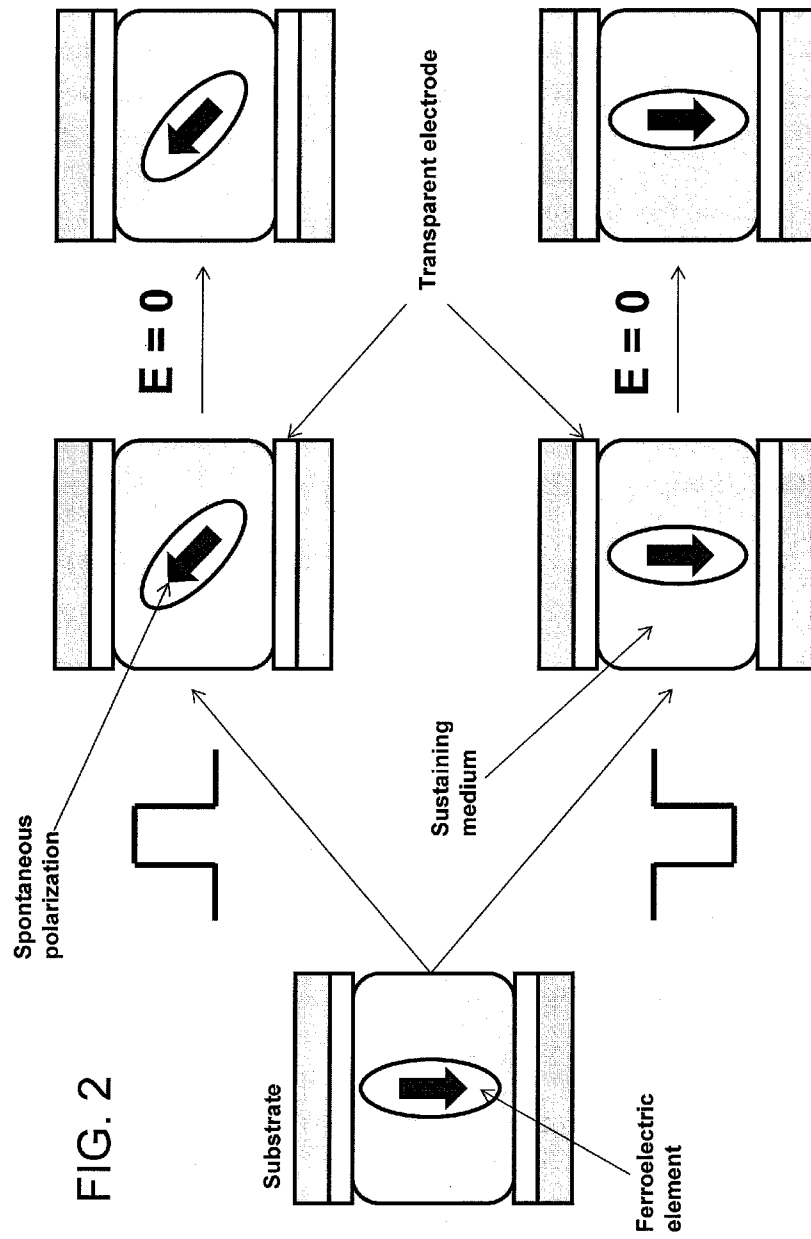 FIG. 2
Substrate
Ferroelectric
element
Spontaneous
polarization
Sustaining
medium
E = 0
E = 0
Transparent electrode